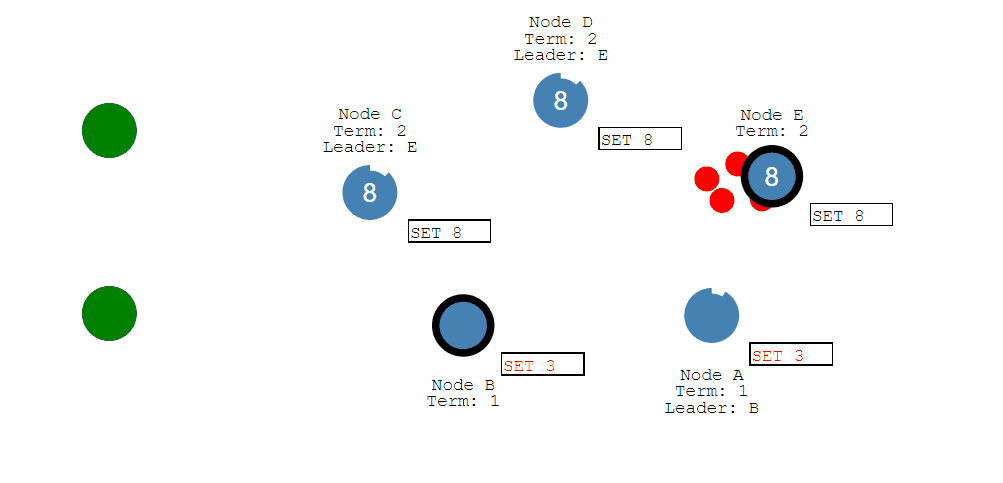 Node D
Term: 2
Leader: E
8
SET 8
Node C
Term: 2
Leader: E
8
SET 8
Node E
Term: 2
8
SET 8
SET 3
Node B
Term: 1
SET 3
Node A
Term: 1
Leader: B